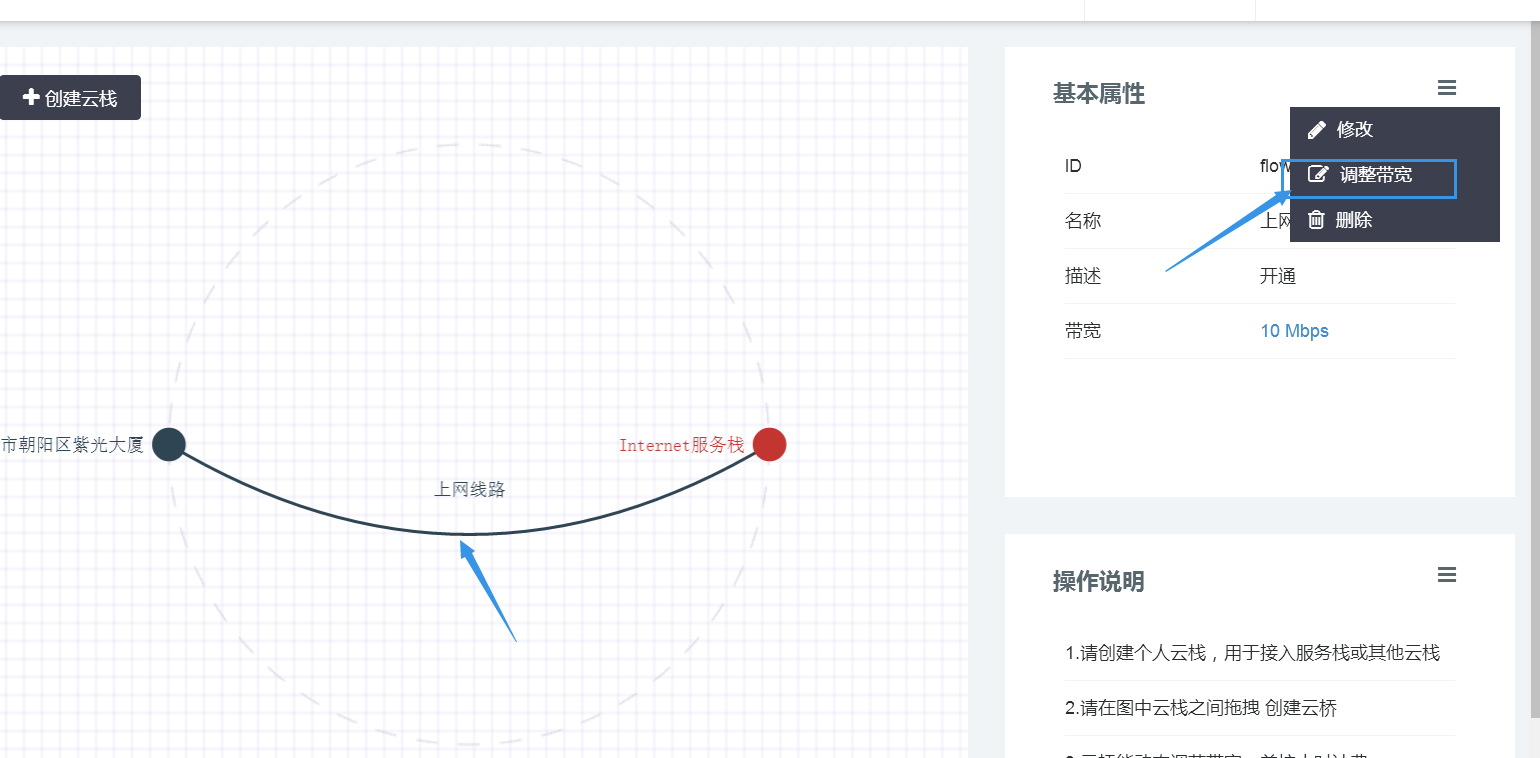 创建云栈
市朝阳区紫光大厦
Internet服务栈
上网线路
基本属性
修改
调整带宽
删除
ID flow
名称 上网
描述 开通
带宽 10 Mbps
操作说明
1.请创建个人云栈，用于接入服务栈或其他云栈
2.请在图中云栈之间拖拽 创建云桥